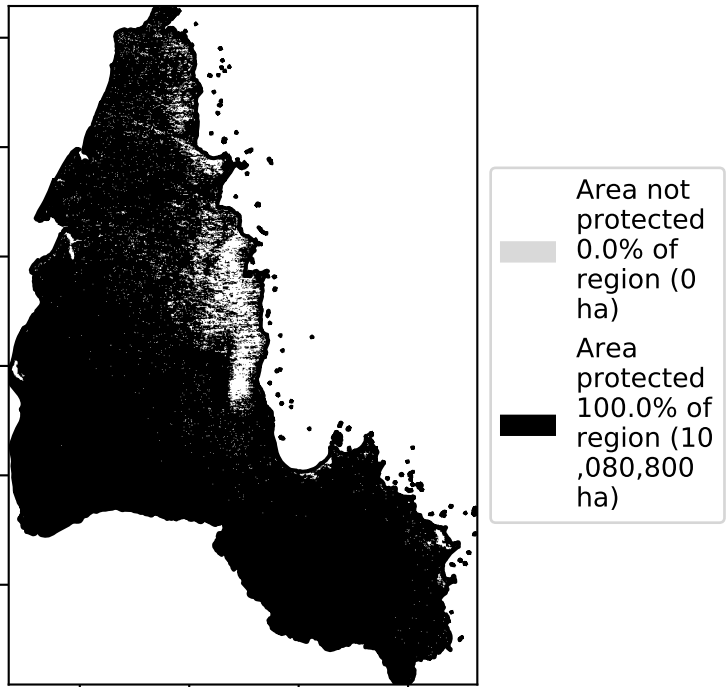 Area not
protected
0.0% of
region (0
ha)
Area
protected
100.0% of
region (10
,080,800
ha)